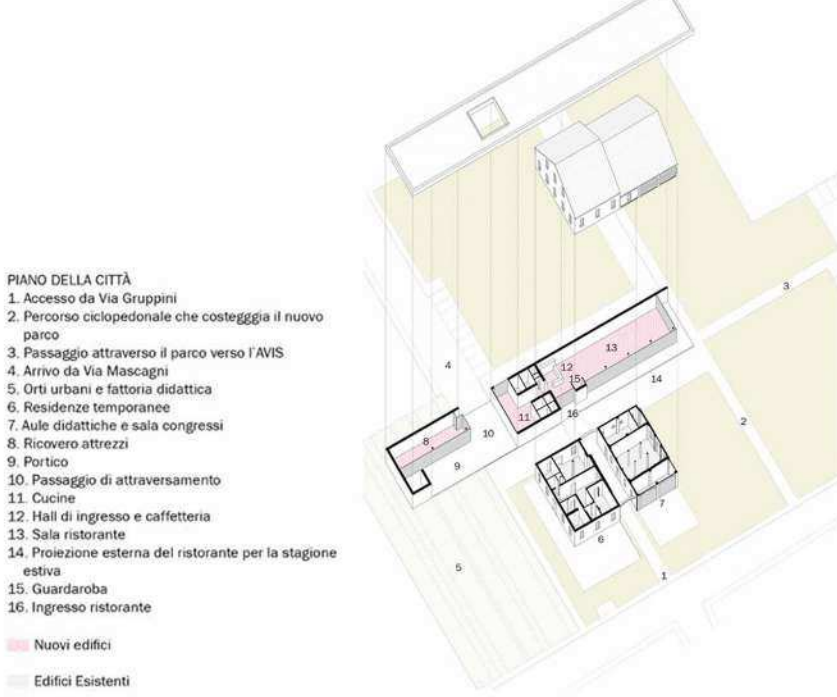 PIANO DELLA CITTÀ
1. Accesso da Via Gruppini
2. Percorso ciclopedonale che costegggia il nuovo
parco
3. Passaggio attraverso il parco verso l'AVIS
4. Arrivo da Via Mascagni
5. Orti urbani e fattoria didattica
6. Residenze temporanee
7. Aule didattiche e sala congressi
8. Ricovero attrezzi
9. Portico
10. Passaggio di attraversamento
11. Cucine
12. Hall di ingresso e caffetteria
13. Sala ristorante
14. Proiezione esterna del ristorante per la stagione
estiva
15. Guardaroba
16. Ingresso ristorante
Nuovi edifici
Edifici Esistenti
3
13
4
12
15
14
11
16
2
10
8
9
7
6
5
1